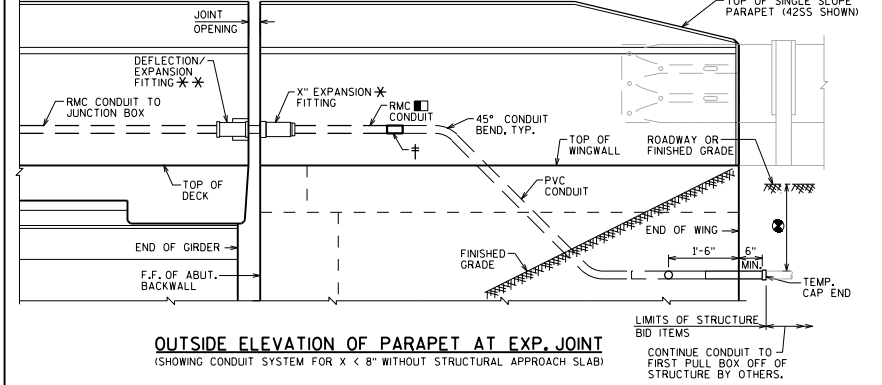 JOINT
OPENING
TOP OF SINGLE SLOPE
PARAPET (42SS SHOWN)
DEFLECTION/
EXPANSION
FITTING ✱✱
X" EXPANSION ✱
FITTING
RMC CONDUIT TO
JUNCTION BOX
RMC
CONDUIT
45° CONDUIT
BEND, TYP.
TOP OF
WINGWALL
ROADWAY OR
FINISHED GRADE
ǂ
TOP OF
DECK
PVC
CONDUIT
END OF GIRDER
END OF WING
FINISHED
GRADE
1'-6"
6"
MIN.
F.F. OF ABUT.
BACKWALL
TEMP.
CAP END
LIMITS OF STRUCTURE
BID ITEMS
OUTSIDE ELEVATION OF PARAPET AT EXP. JOINT
(SHOWING CONDUIT SYSTEM FOR X < 8" WITHOUT STRUCTURAL APPROACH SLAB)
CONTINUE CONDUIT TO
FIRST PULL BOX OFF OF
STRUCTURE BY OTHERS.